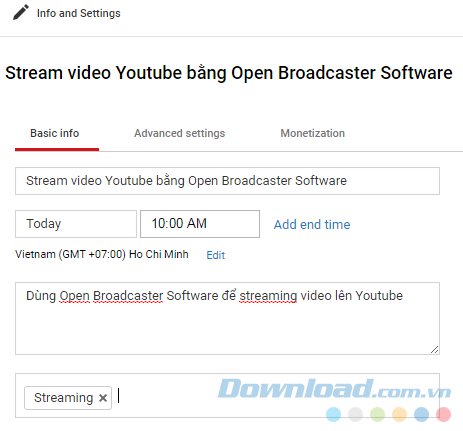 Info and Settings
Stream video Youtube bằng Open Broadcaster Software
Basic info Advanced settings Monetization
Stream video Youtube bằng Open Broadcaster Software
Today 10:00 AM Add end time
Vietnam (GMT +07:00) Ho Chi Minh Edit
Dùng Open Broadcaster Software để streaming video lên Youtube
Streaming ×
Download.com.vn